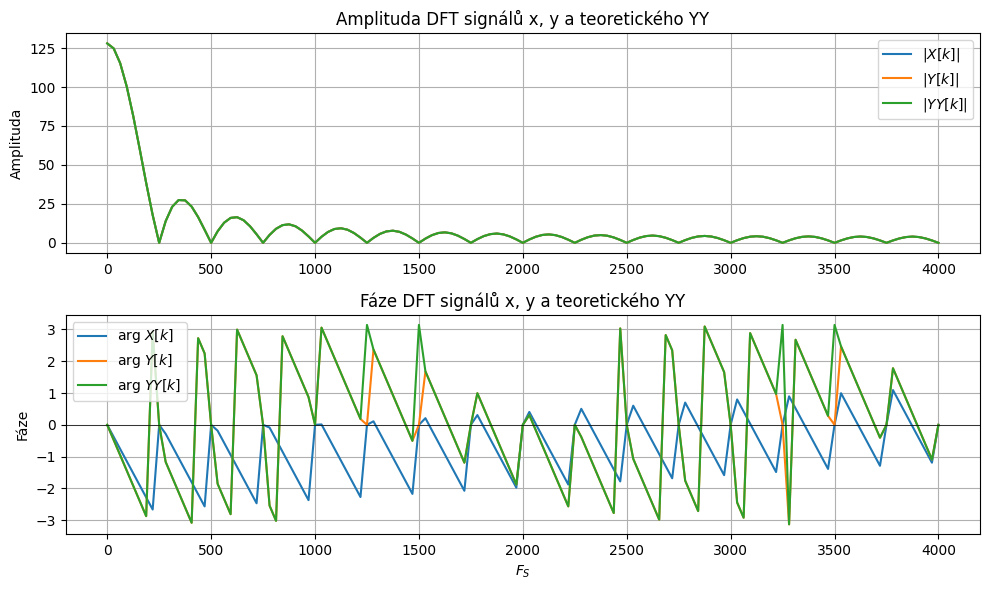 Amplituda DFT signálů x, y a teoretického YY
Amplituda
125
100
75
50
25
0
|X[k]|
|Y[k]|
|YY[k]|
0 500 1000 1500 2000 2500 3000 3500 4000
Fáze DFT signálů x, y a teoretického YY
Fáze
3
2
1
0
−1
−2
−3
arg X[k]
arg Y[k]
arg YY[k]
0 500 1000 1500 2000 2500 3000 3500 4000
F_S